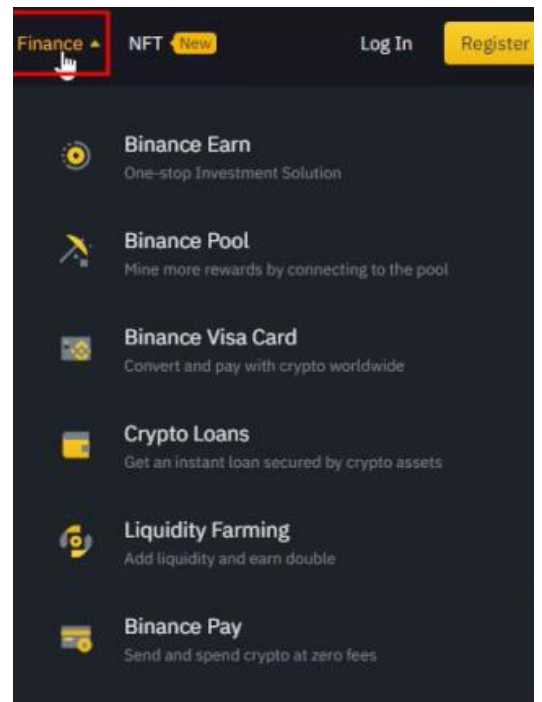 Finance NFT New Log In Register
Binance Earn
One-stop Investment Solution
Binance Pool
Mine more rewards by connecting to the pool
Binance Visa Card
Convert and pay with crypto worldwide
Crypto Loans
Get an instant loan secured by crypto assets
Liquidity Farming
Add liquidity and earn double
Binance Pay
Send and spend crypto at zero fees